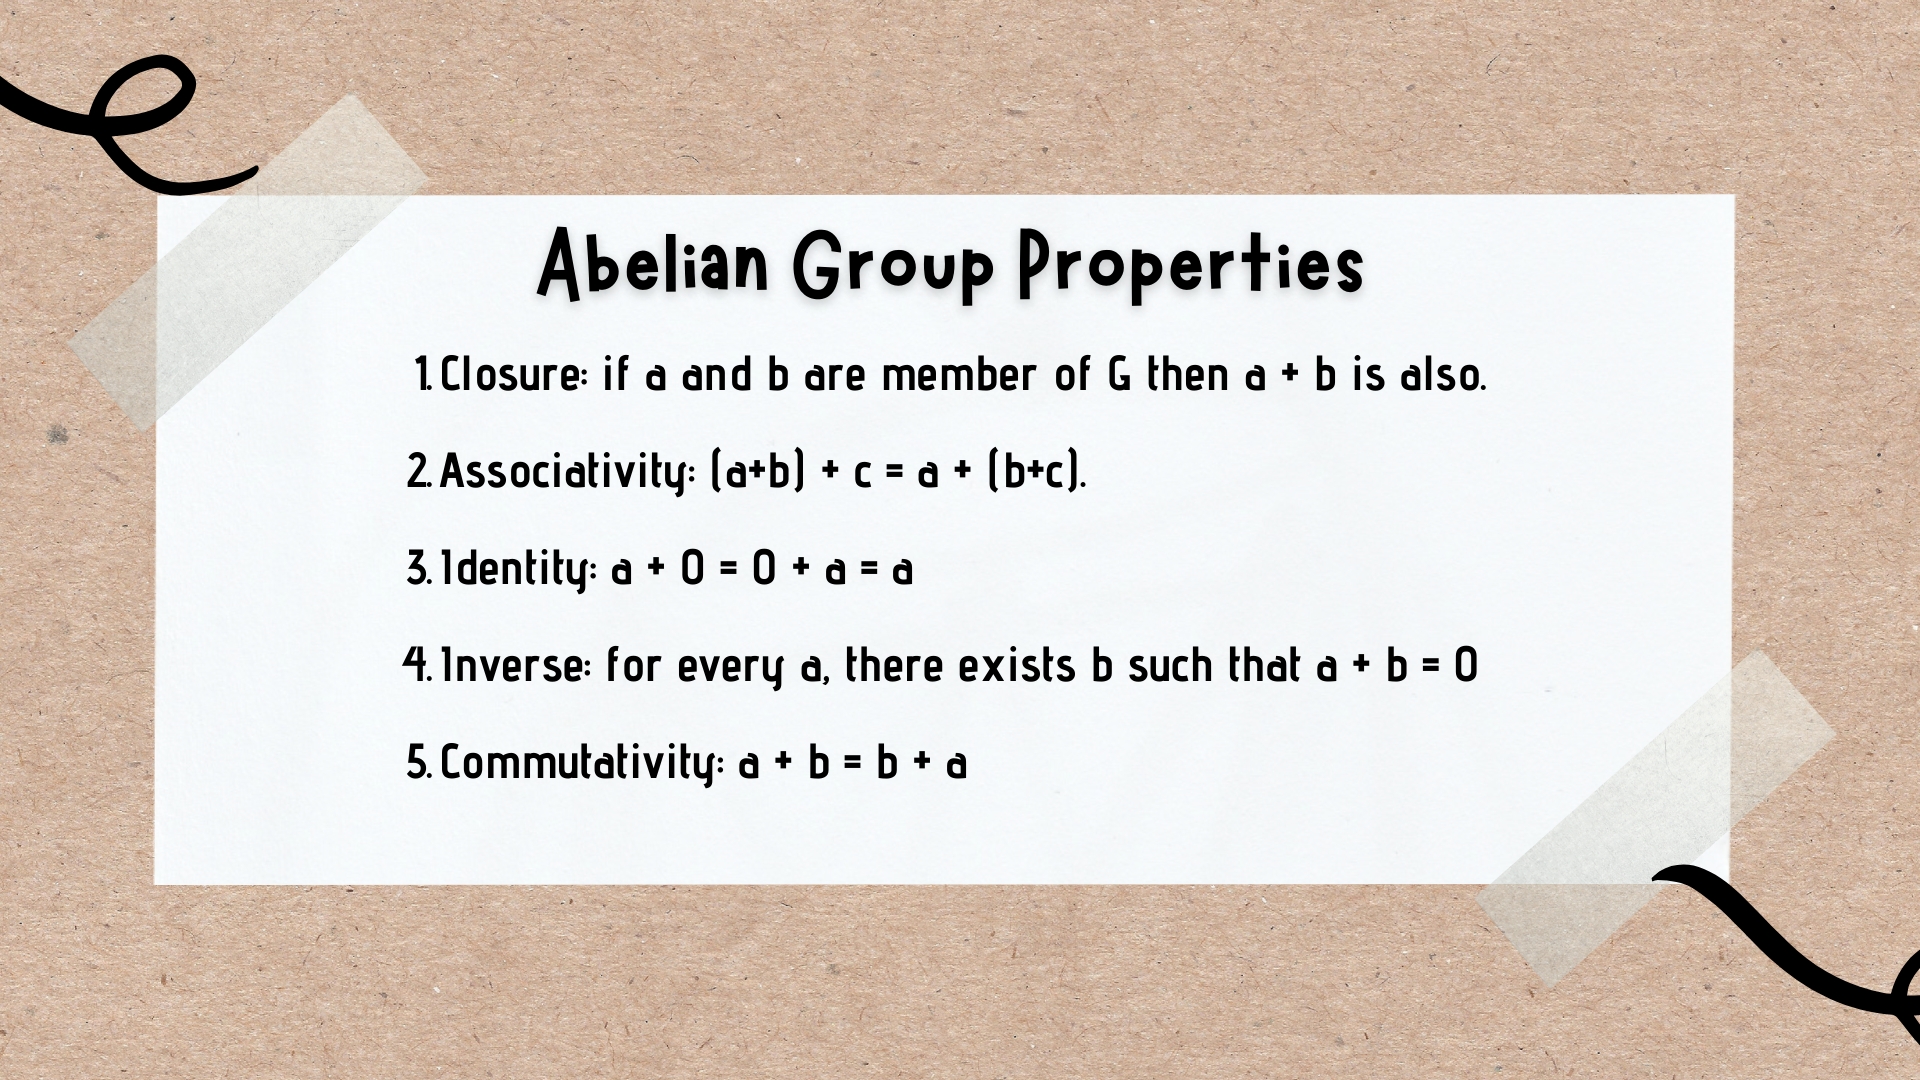 Abelian Group Properties
1. Closure: if a and b are member of G then a + b is also.
2. Associativity: (a+b) + c = a + (b+c).
3. Identity: a + 0 = 0 + a = a
4. Inverse: for every a, there exists b such that a + b = 0
5. Commutativity: a + b = b + a